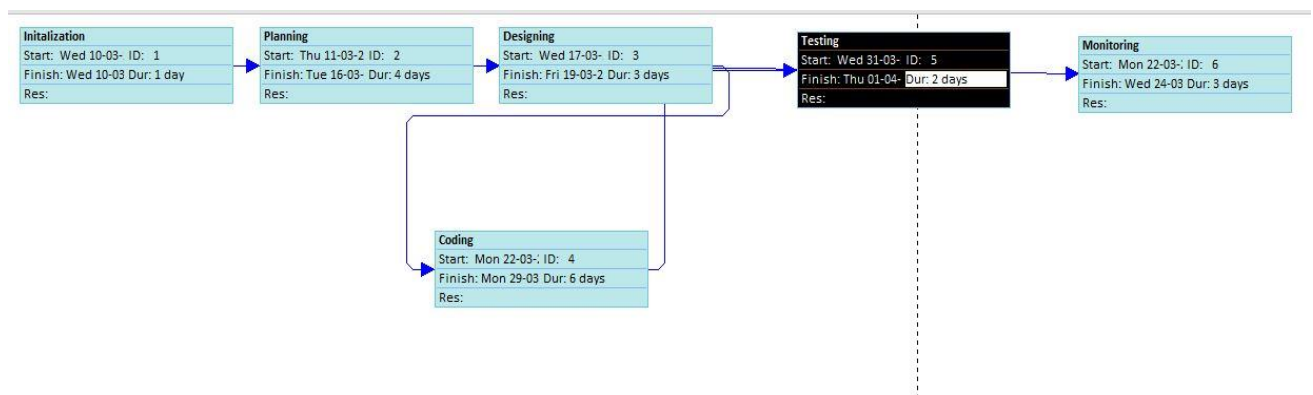 Initalization
Start: Wed 10-03- ID: 1
Finish: Wed 10-03 Dur: 1 day
Res:
Planning
Start: Thu 11-03-2 ID: 2
Finish: Tue 16-03- Dur: 4 days
Res:
Designing
Start: Wed 17-03- ID: 3
Finish: Fri 19-03-2 Dur: 3 days
Res:
Testing
Start: Wed 31-03- ID: 5
Finish: Thu 01-04- Dur: 2 days
Res:
Monitoring
Start: Mon 22-03-: ID: 6
Finish: Wed 24-03 Dur: 3 days
Res:
Coding
Start: Mon 22-03-: ID: 4
Finish: Mon 29-03 Dur: 6 days
Res: